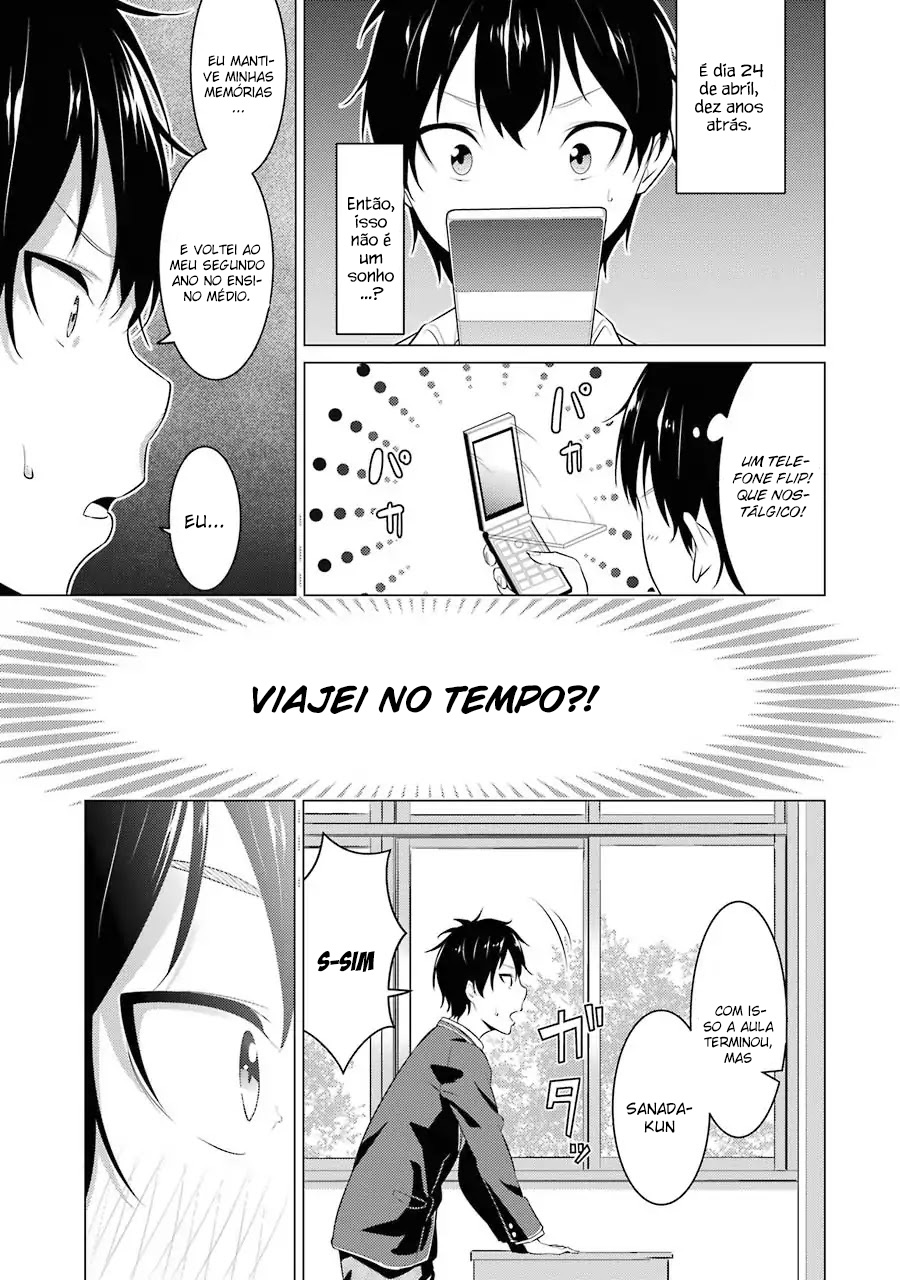 É dia 24
de abril,
dez anos
atrás.
Então,
isso
não é
um
sonho
...?
UM TELE-
FONE FLIP!
QUE NOS-
TÁLGICO!
パカ
パカ
EU MANTI-
VE MINHAS
MEMÓRIAS
...
E VOLTEI AO
MEU SEGUNDO
ANO NO ENSI-
NO MÉDIO.
EU...
VIAJEI NO TEMPO?!
COM IS-
SO A AULA
TERMINOU,
MAS
SANADA-
KUN
ガタッ
S-SIM